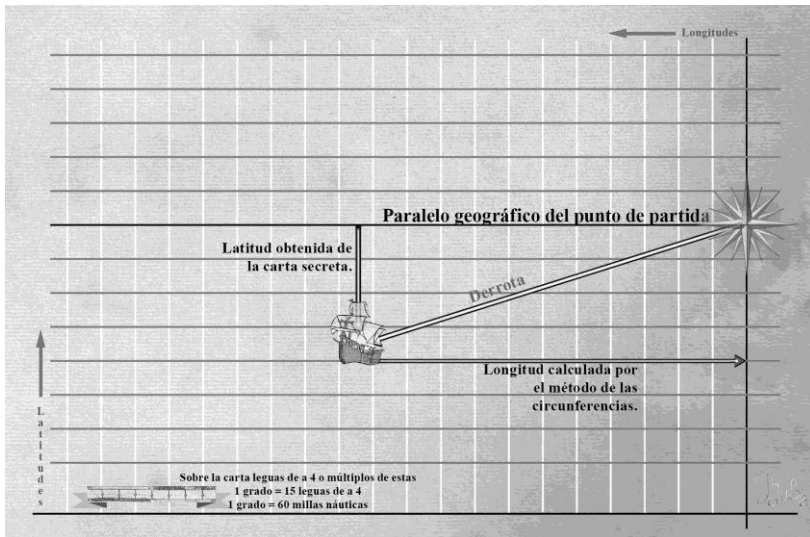 Longitudes
Paralelo geográfico del punto de partida
Latitud obtenida de
la carta secreta.
Derrota
Longitud calculada por
el método de las
circunferencias.
Latitudes
Sobre la carta leguas de a 4 o múltiplos de estas
1 grado = 15 leguas de a 4
1 grado = 60 millas náuticas